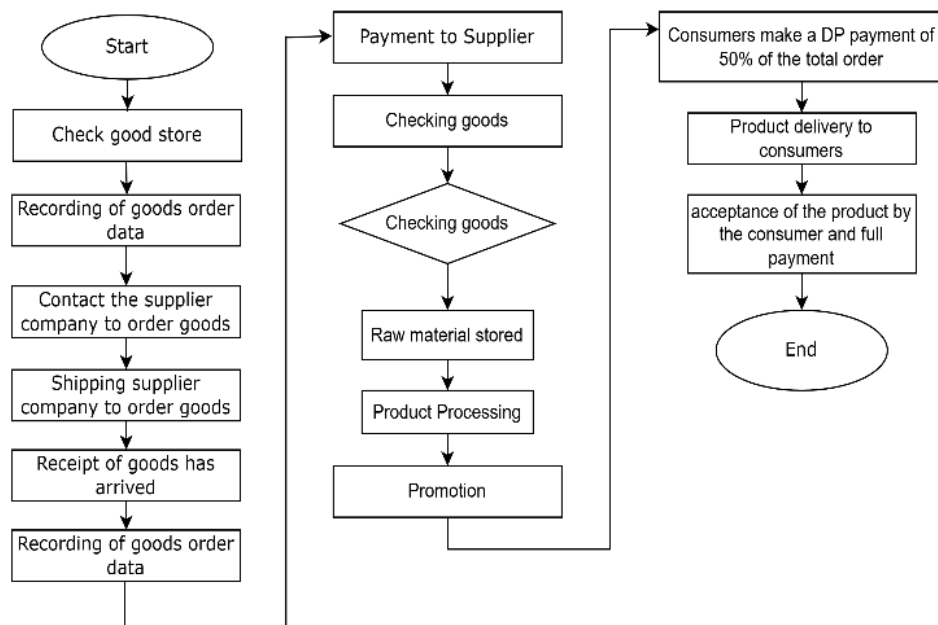 Start
Check good store
Recording of goods order
data
Contact the supplier
company to order goods
Shipping supplier
company to order goods
Receipt of goods has
arrived
Recording of goods order
data
Payment to Supplier
Checking goods
Checking goods
Raw material stored
Product Processing
Promotion
Consumers make a DP payment of
50% of the total order
Product delivery to
consumers
acceptance of the product by
the consumer and full
payment
End